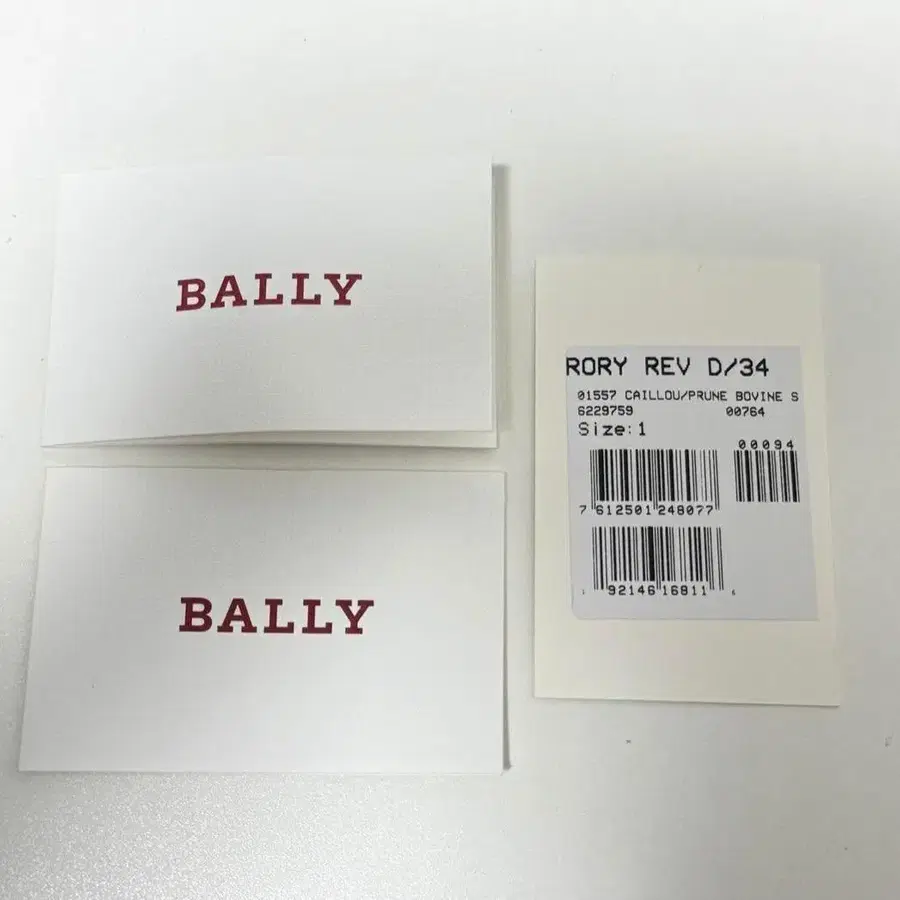 BALLY
BALLY
RORY REV D/34
01557 CAILLOU/PRUNE BOVINE S
6229759 00764
Size:1
00094
7 612501 248077
92146 16811